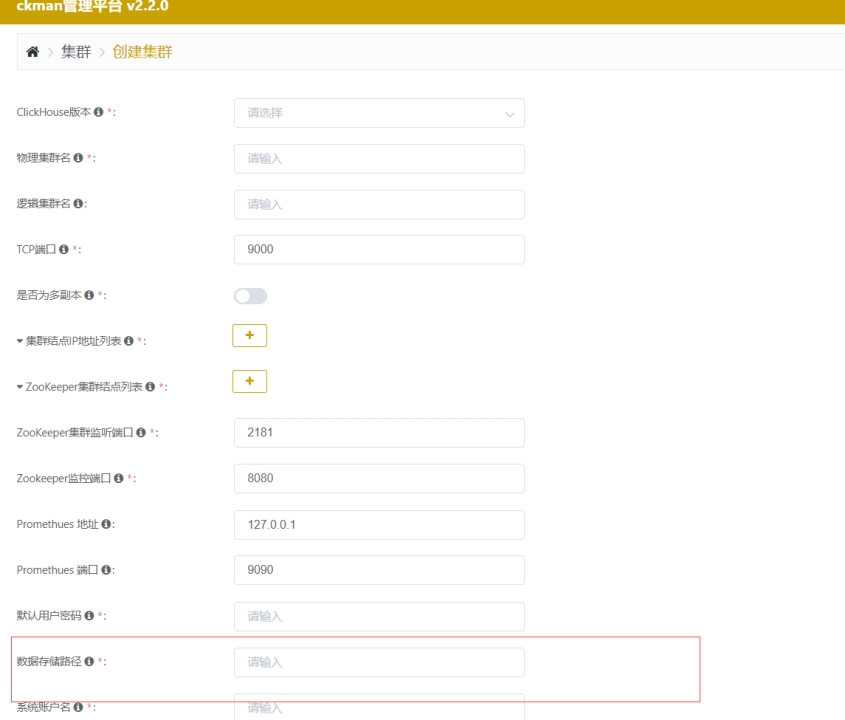 ckman管理平台 v2.2.0
集群 > 创建集群
ClickHouse版本 *: 请选择
物理集群名 *: 请输入
逻辑集群名 : 请输入
TCP端口 *: 9000
是否为多副本 *:
集群结点IP地址列表 *: +
ZooKeeper集群结点列表 *: +
ZooKeeper集群监听端口 *: 2181
Zookeeper监控端口 *: 8080
Promethues 地址 : 127.0.0.1
Promethues 端口 : 9090
默认用户密码 *: 请输入
数据存储路径 *: 请输入
系统账户名 *: 请输入